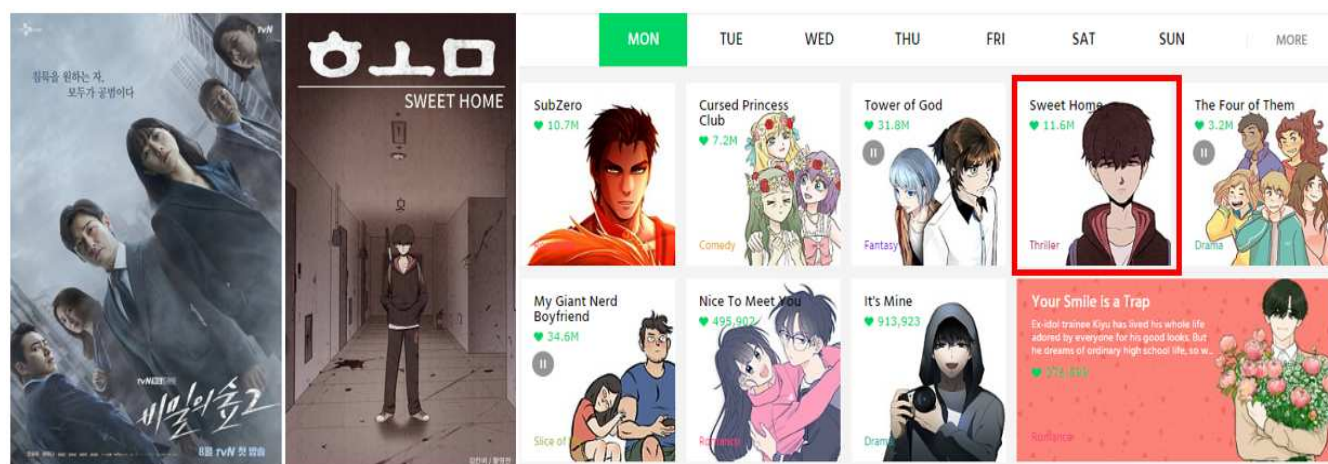 tvN
침묵을 원하는 자,
모두가 공범이다
비밀의 숲 2
8월 tvN 첫 방송
ㅎㅗㅁ
SWEET HOME
MON TUE WED THU FRI SAT SUN MORE
SubZero
10.7M
Cursed Princess
Club
7.2M
Comedy
Tower of God
31.8M
Fantasy
Sweet Home
11.6M
Thriller
The Four of Them
3.2M
Drama
My Giant Nerd
Boyfriend
34.6M
Slice of
Nice To Meet You
495,902
Romance
It's Mine
913,923
Drama
Your Smile is a Trap
Ex-idol trainee Kiyu has lived his whole life
adored by everyone for his good looks. But
he dreams of ordinary high school life, so w...
Romance